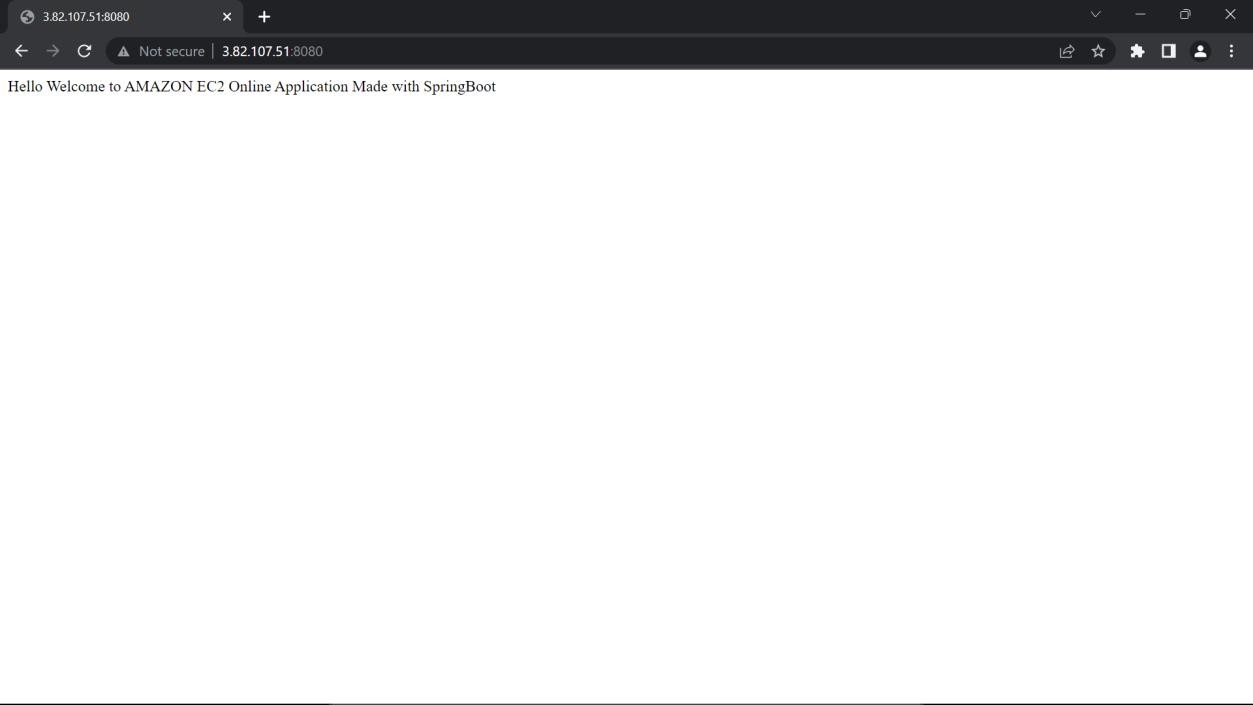 3.82.107.51:8080
Not secure | 3.82.107.51:8080
Hello Welcome to AMAZON EC2 Online Application Made with SpringBoot